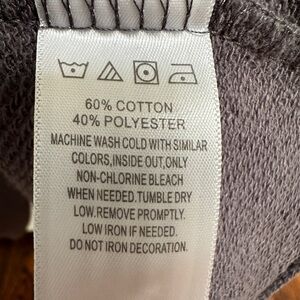 60% COTTON
40% POLYESTER
MACHINE WASH COLD WITH SIMILAR
COLORS,INSIDE OUT,ONLY
NON-CHLORINE BLEACH
WHEN NEEDED.TUMBLE DRY
LOW.REMOVE PROMPTLY.
LOW IRON IF NEEDED.
DO NOT IRON DECORATION.